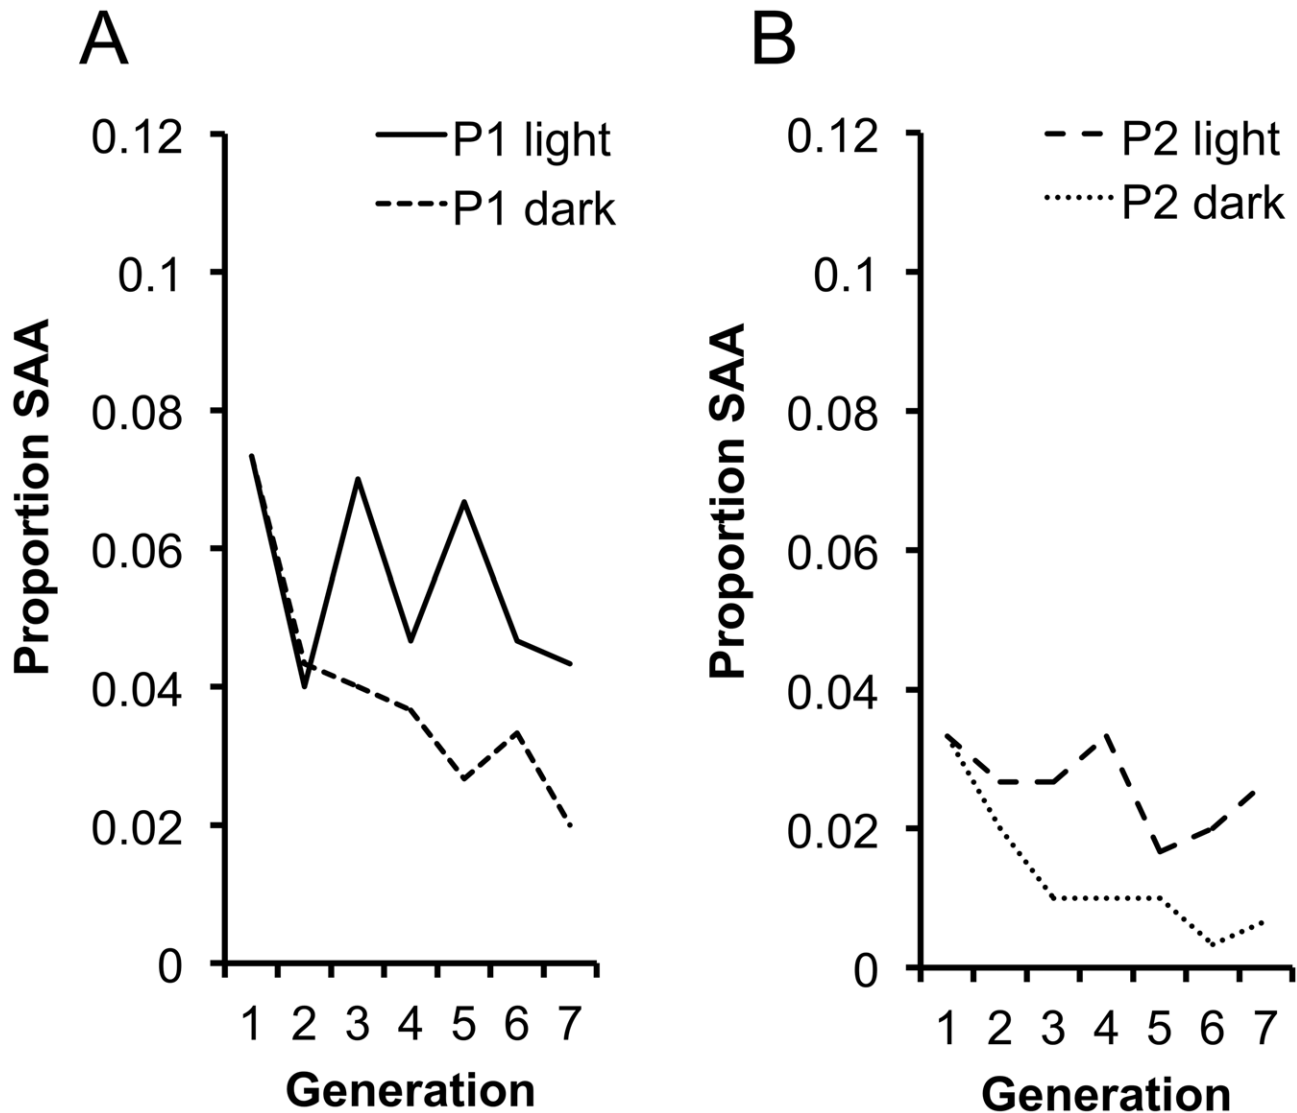 A
P1 light
P1 dark
0.12
0.1
0.08
0.06
0.04
0.02
0
Proportion SAA
1 2 3 4 5 6 7
Generation
B
P2 light
P2 dark
0.12
0.1
0.08
0.06
0.04
0.02
0
Proportion SAA
1 2 3 4 5 6 7
Generation